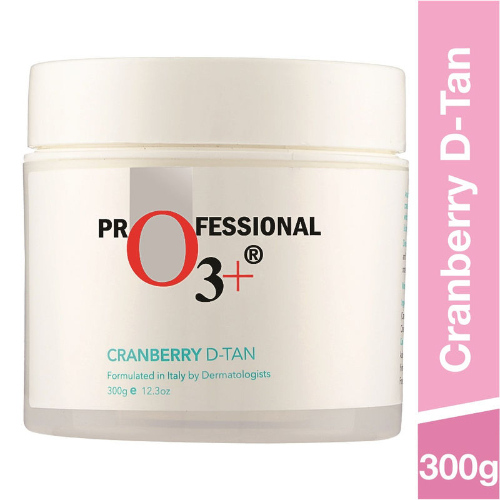 PROFESSIONAL
O3+®
CRANBERRY D-TAN
Formulated in Italy by Dermatologists
300g e 12.3oz
Cranberry D-Tan
300g